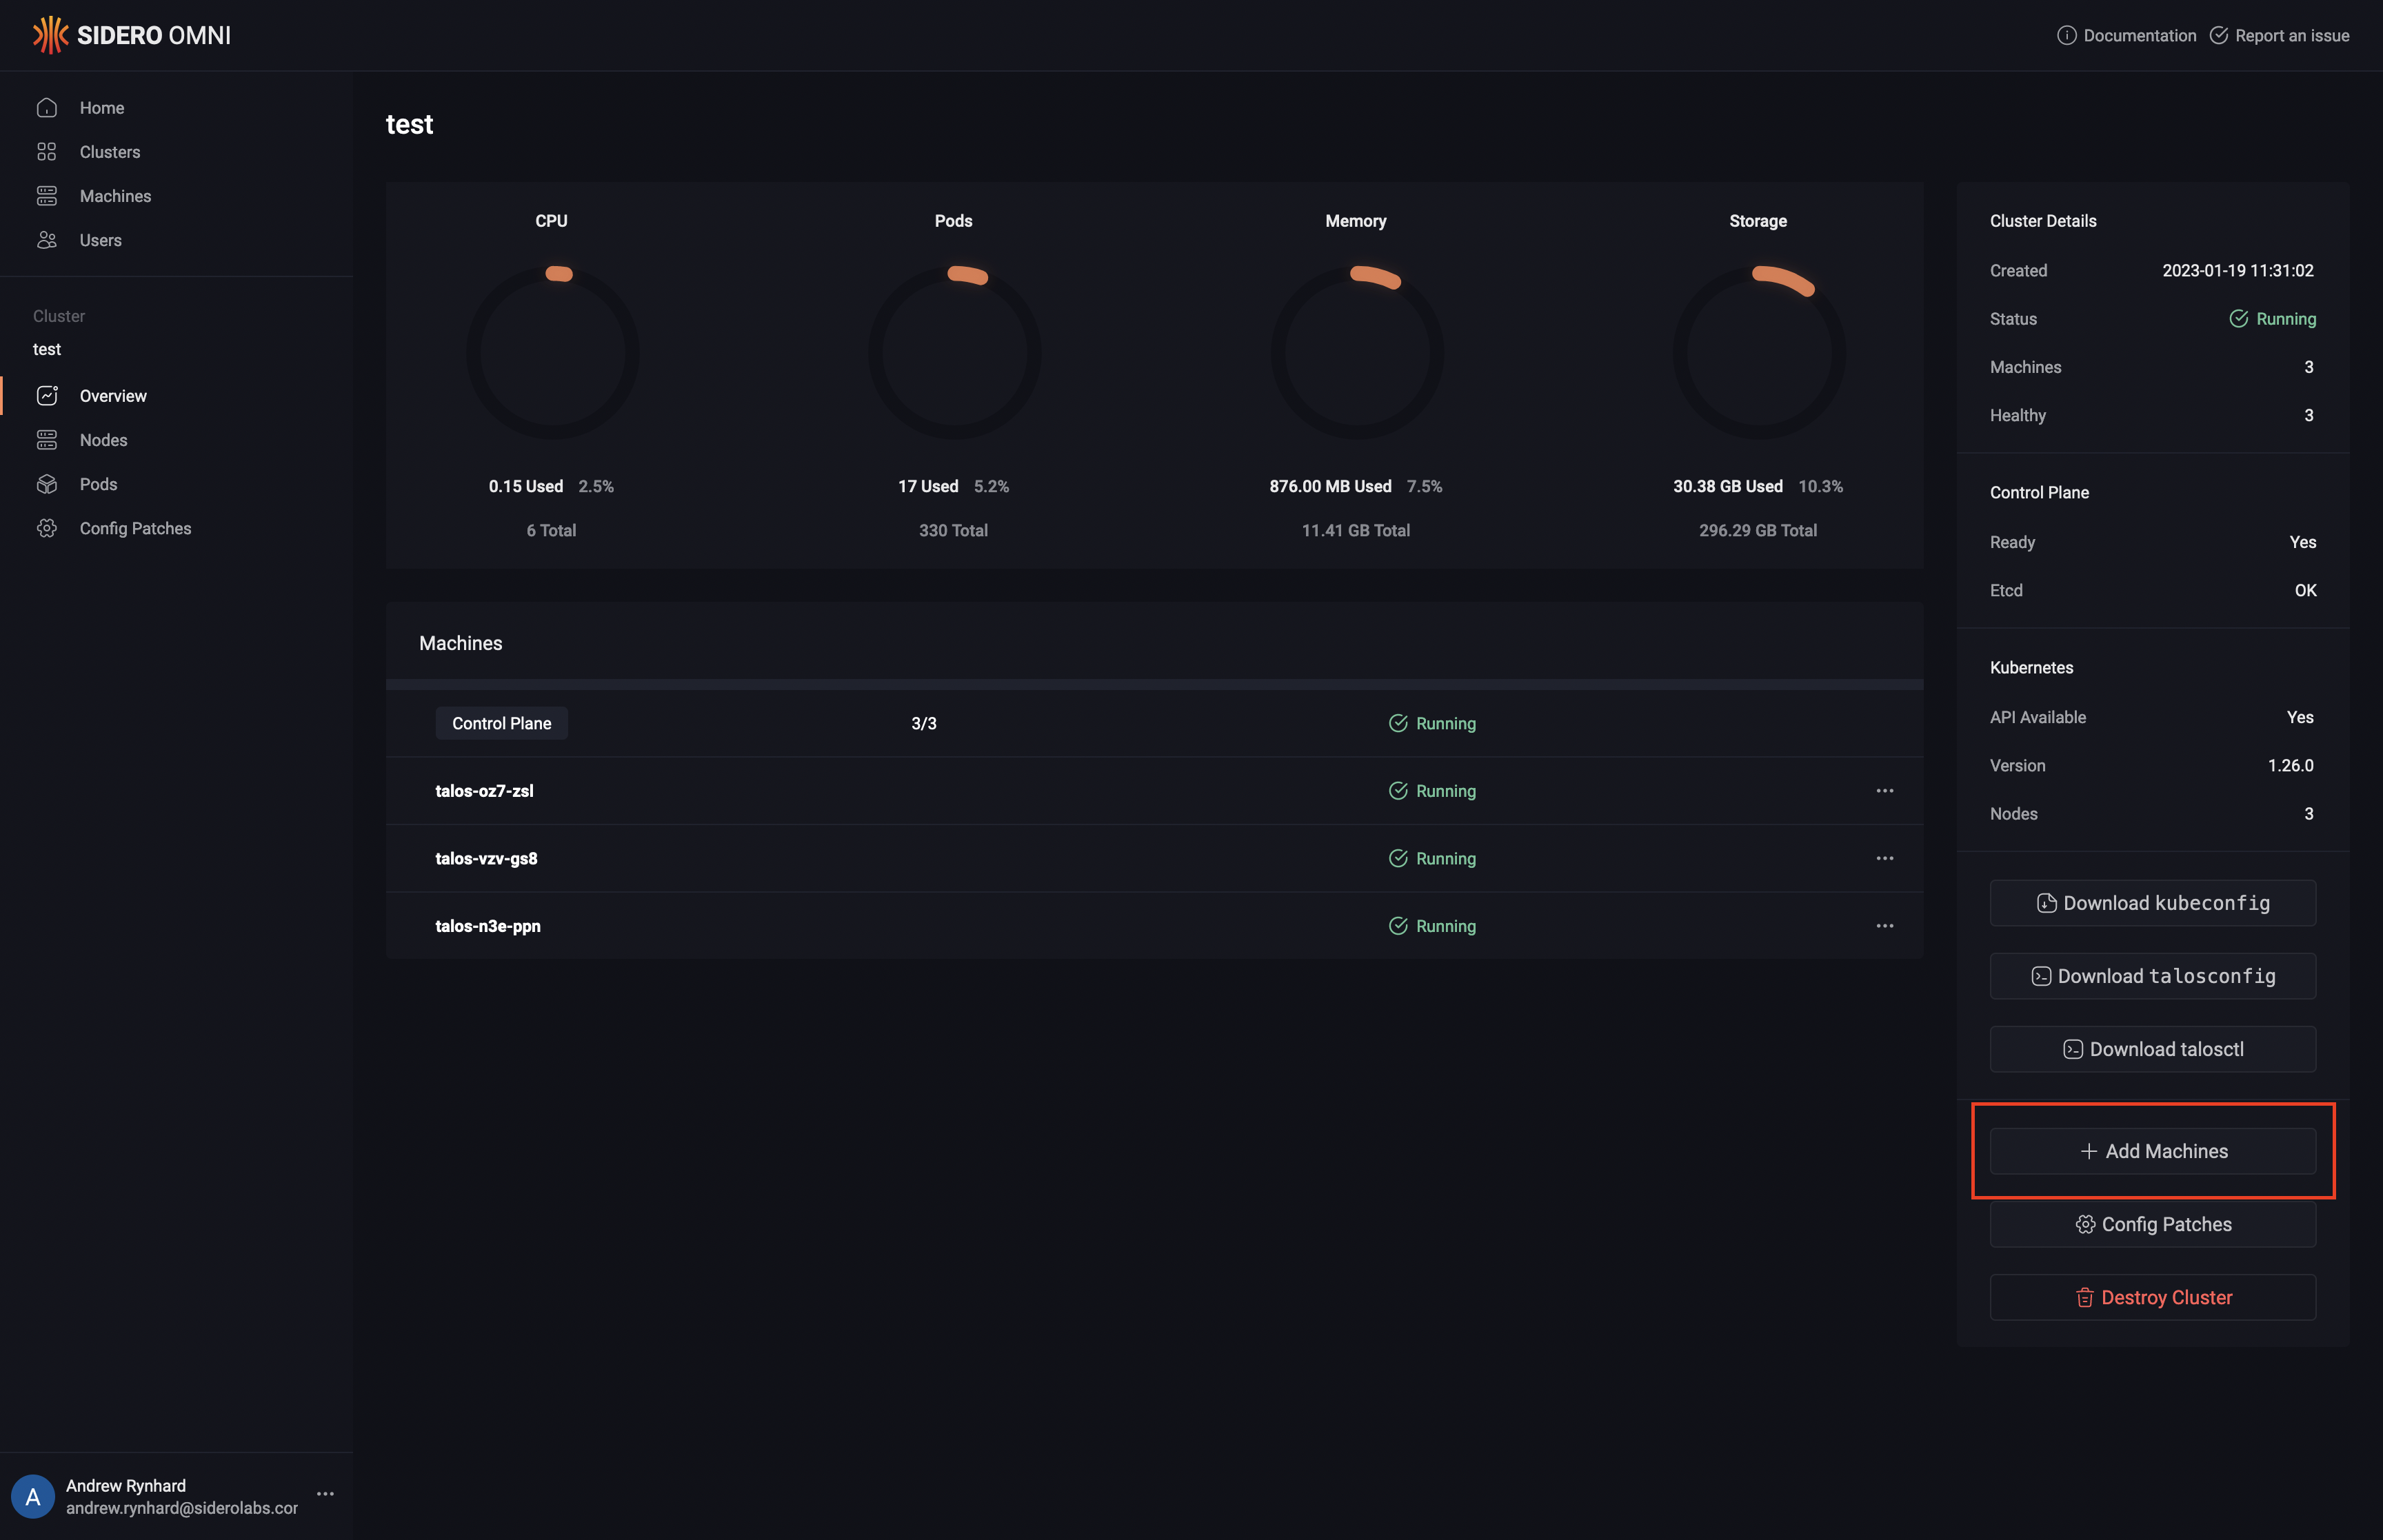 SIDERO OMNI
Documentation
Report an issue
Home
Clusters
Machines
Users
Cluster
test
Overview
Nodes
Pods
Config Patches
test
CPU
0.15 Used 2.5%
6 Total
Pods
17 Used 5.2%
330 Total
Memory
876.00 MB Used 7.5%
11.41 GB Total
Storage
30.38 GB Used 10.3%
296.29 GB Total
Machines
Control Plane 3/3 Running
talos-oz7-zsl Running
talos-vzv-gs8 Running
talos-n3e-ppn Running
Cluster Details
Created 2023-01-19 11:31:02
Status Running
Machines 3
Healthy 3
Control Plane
Ready Yes
Etcd OK
Kubernetes
API Available Yes
Version 1.26.0
Nodes 3
Download kubeconfig
Download talosconfig
Download talosctl
Add Machines
Config Patches
Destroy Cluster
A
Andrew Rynhard
andrew.rynhard@siderolabs.cor